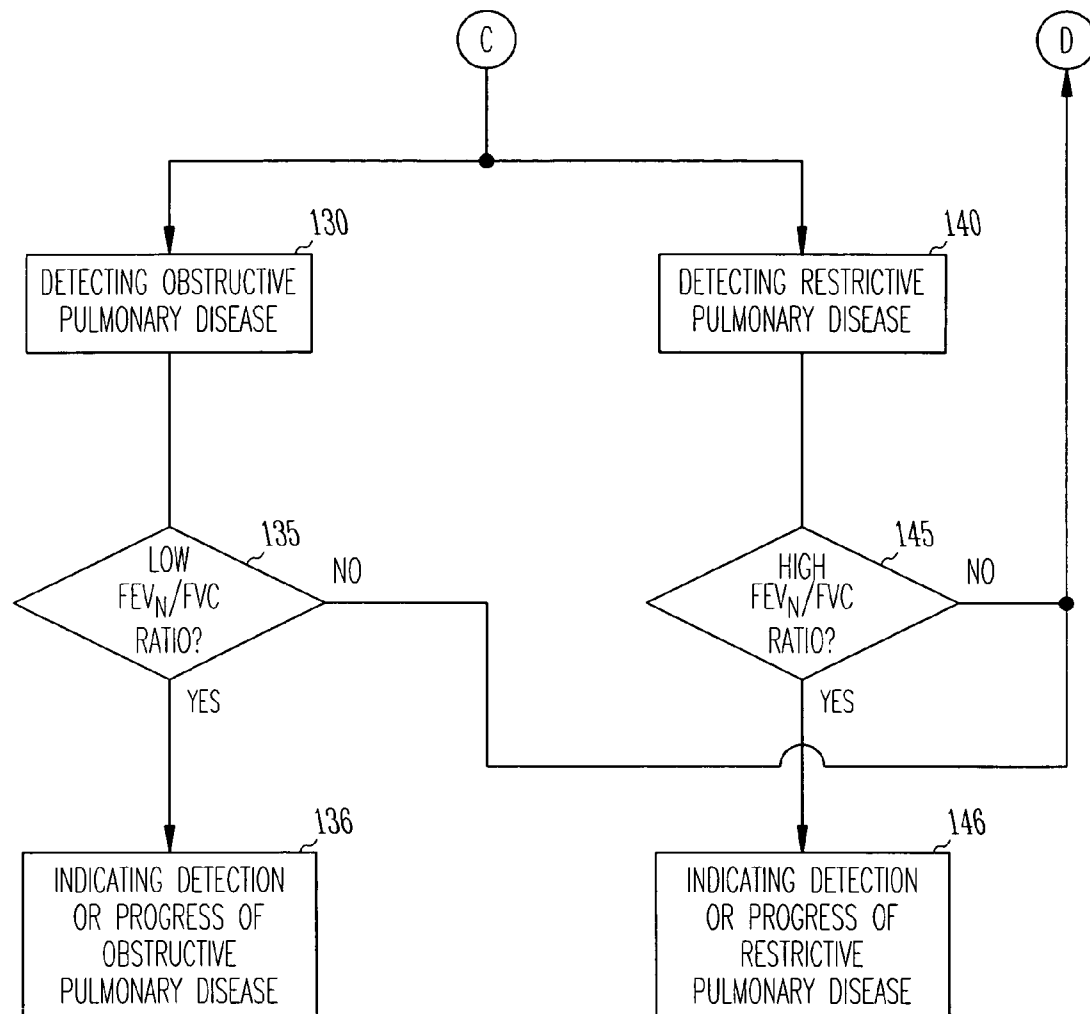 C
D
130
DETECTING OBSTRUCTIVE
PULMONARY DISEASE
140
DETECTING RESTRICTIVE
PULMONARY DISEASE
135
LOW
FEV_N/FVC
RATIO?
NO
YES
145
HIGH
FEV_N/FVC
RATIO?
NO
YES
136
INDICATING DETECTION
OR PROGRESS OF
OBSTRUCTIVE
PULMONARY DISEASE
146
INDICATING DETECTION
OR PROGRESS OF
RESTRICTIVE
PULMONARY DISEASE